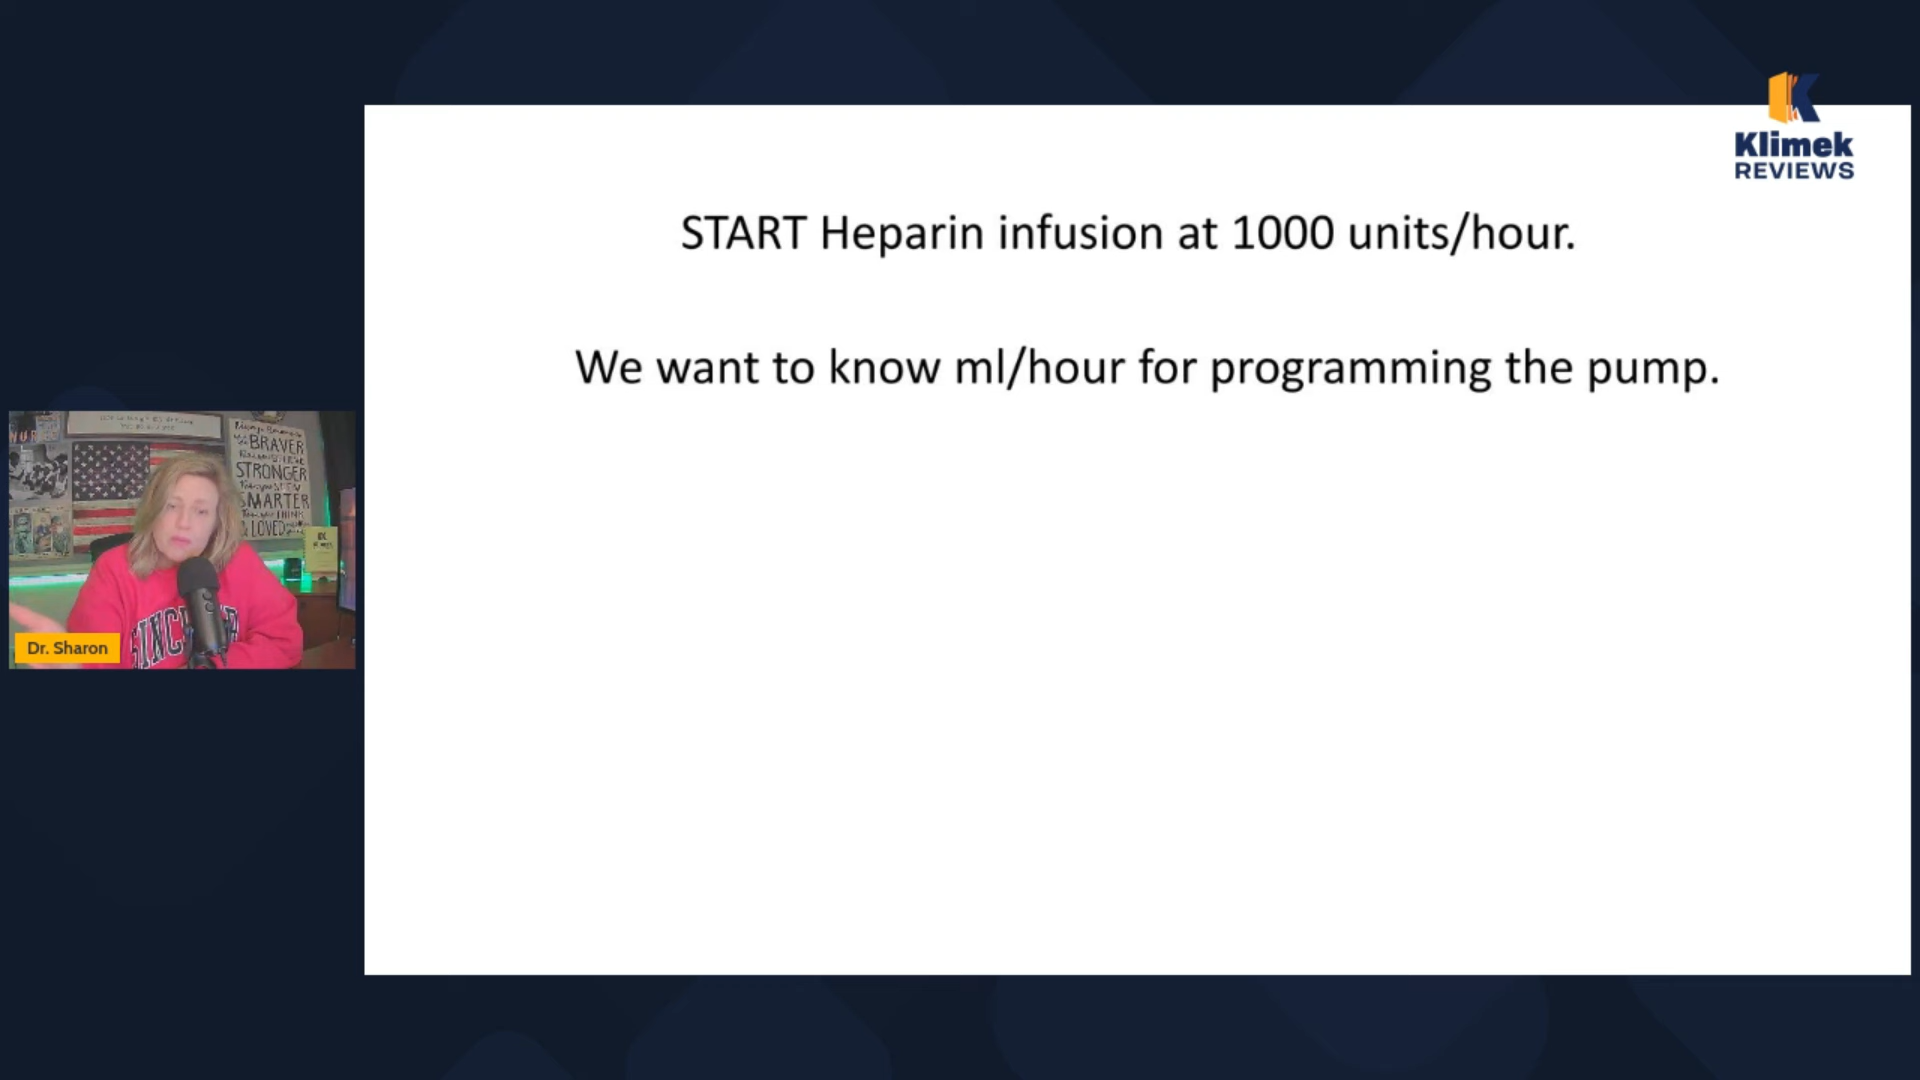 Klimek
REVIEWS
START Heparin infusion at 1000 units/hour.
We want to know ml/hour for programming the pump.
NURSE
BRAVER
STRONGER
SMARTER
LOVED
Dr. Sharon